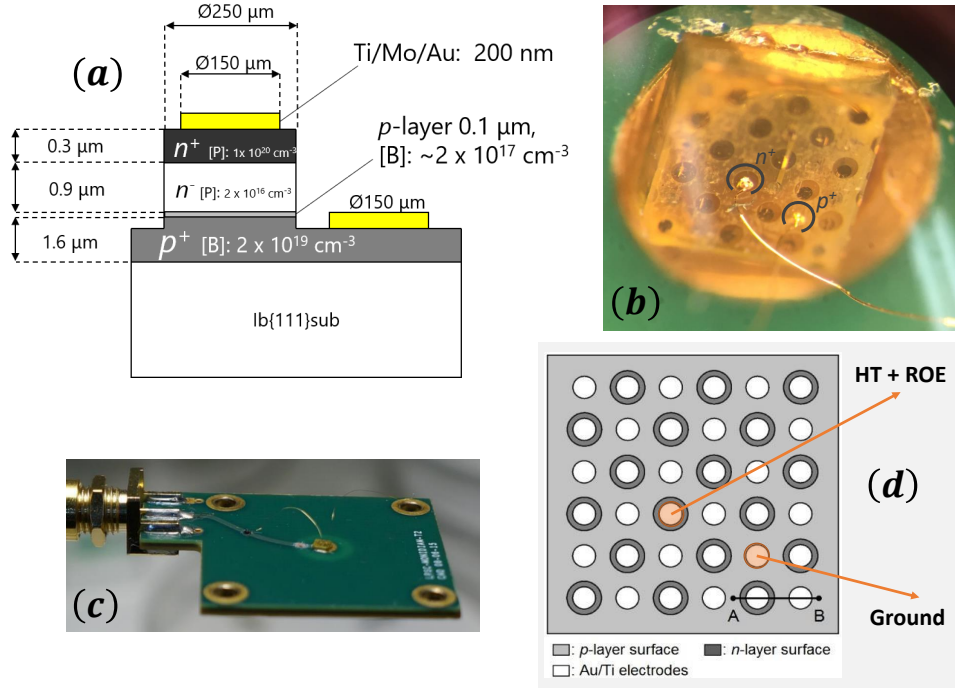 Ø250 µm
(a)
Ø150 µm
Ti/Mo/Au: 200 nm
p-layer 0.1 µm,
[B]: ~2 x 10¹⁷ cm⁻³
0.3 µm
n⁺ [P]: 1x 10²⁰ cm⁻³
0.9 µm
n⁻ [P]: 2 x 10¹⁶ cm⁻³
Ø150 µm
1.6 µm
p⁺ [B]: 2 x 10¹⁹ cm⁻³
Ib{111}sub
n⁺
p⁺
(b)
(c)
HT + ROE
(d)
Ground
A
B
: p-layer surface
: n-layer surface
: Au/Ti electrodes